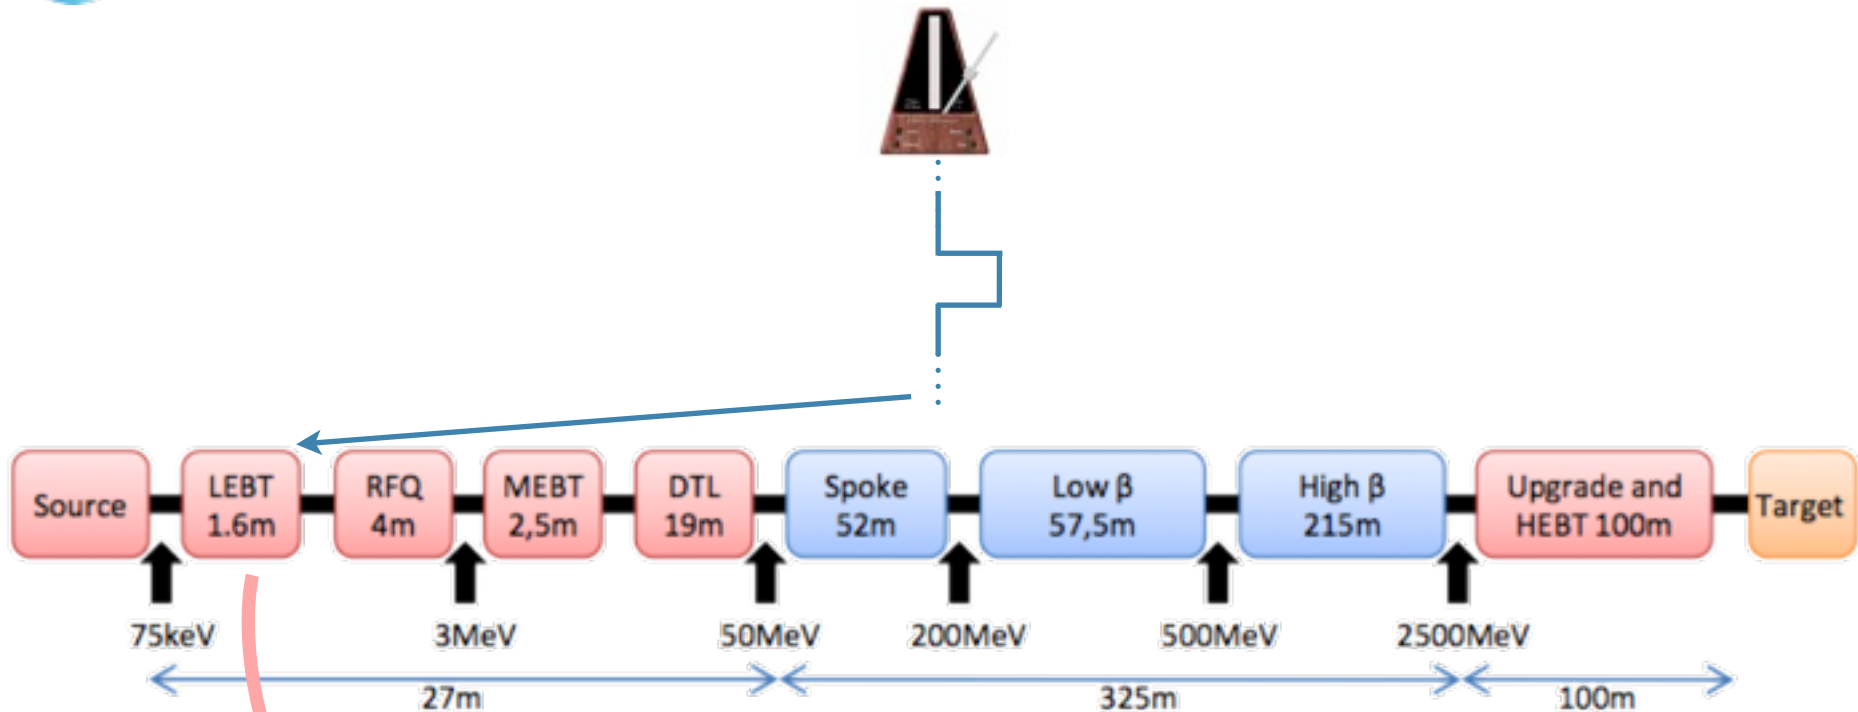 Source
LEBT
1.6m
RFQ
4m
MEBT
2,5m
DTL
19m
Spoke
52m
Low β
57,5m
High β
215m
Upgrade and
HEBT 100m
Target
75keV
3MeV
50MeV
200MeV
500MeV
2500MeV
27m
325m
100m